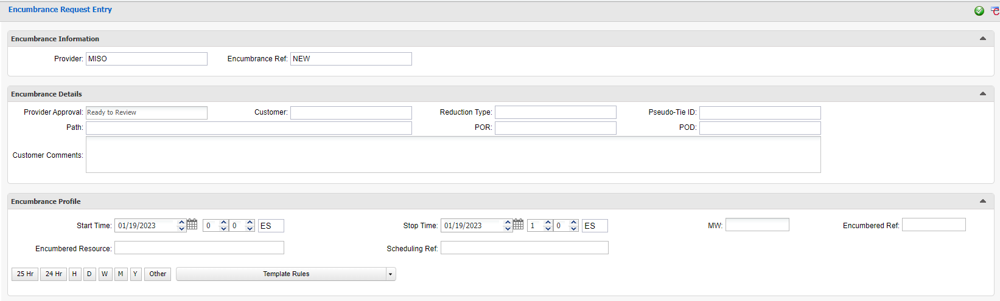 Encumbrance Request Entry
Encumbrance Information
Provider: MISO Encumbrance Ref: NEW
Encumbrance Details
Provider Approval: Ready to Review Customer: Reduction Type: Pseudo-Tie ID:
Path: POR: POD:
Customer Comments:
Encumbrance Profile
Start Time: 01/19/2023 0 0 ES Stop Time: 01/19/2023 1 0 ES MW: Encumbered Ref:
Encumbered Resource: Scheduling Ref:
25 Hr 24 Hr H D W M Y Other Template Rules